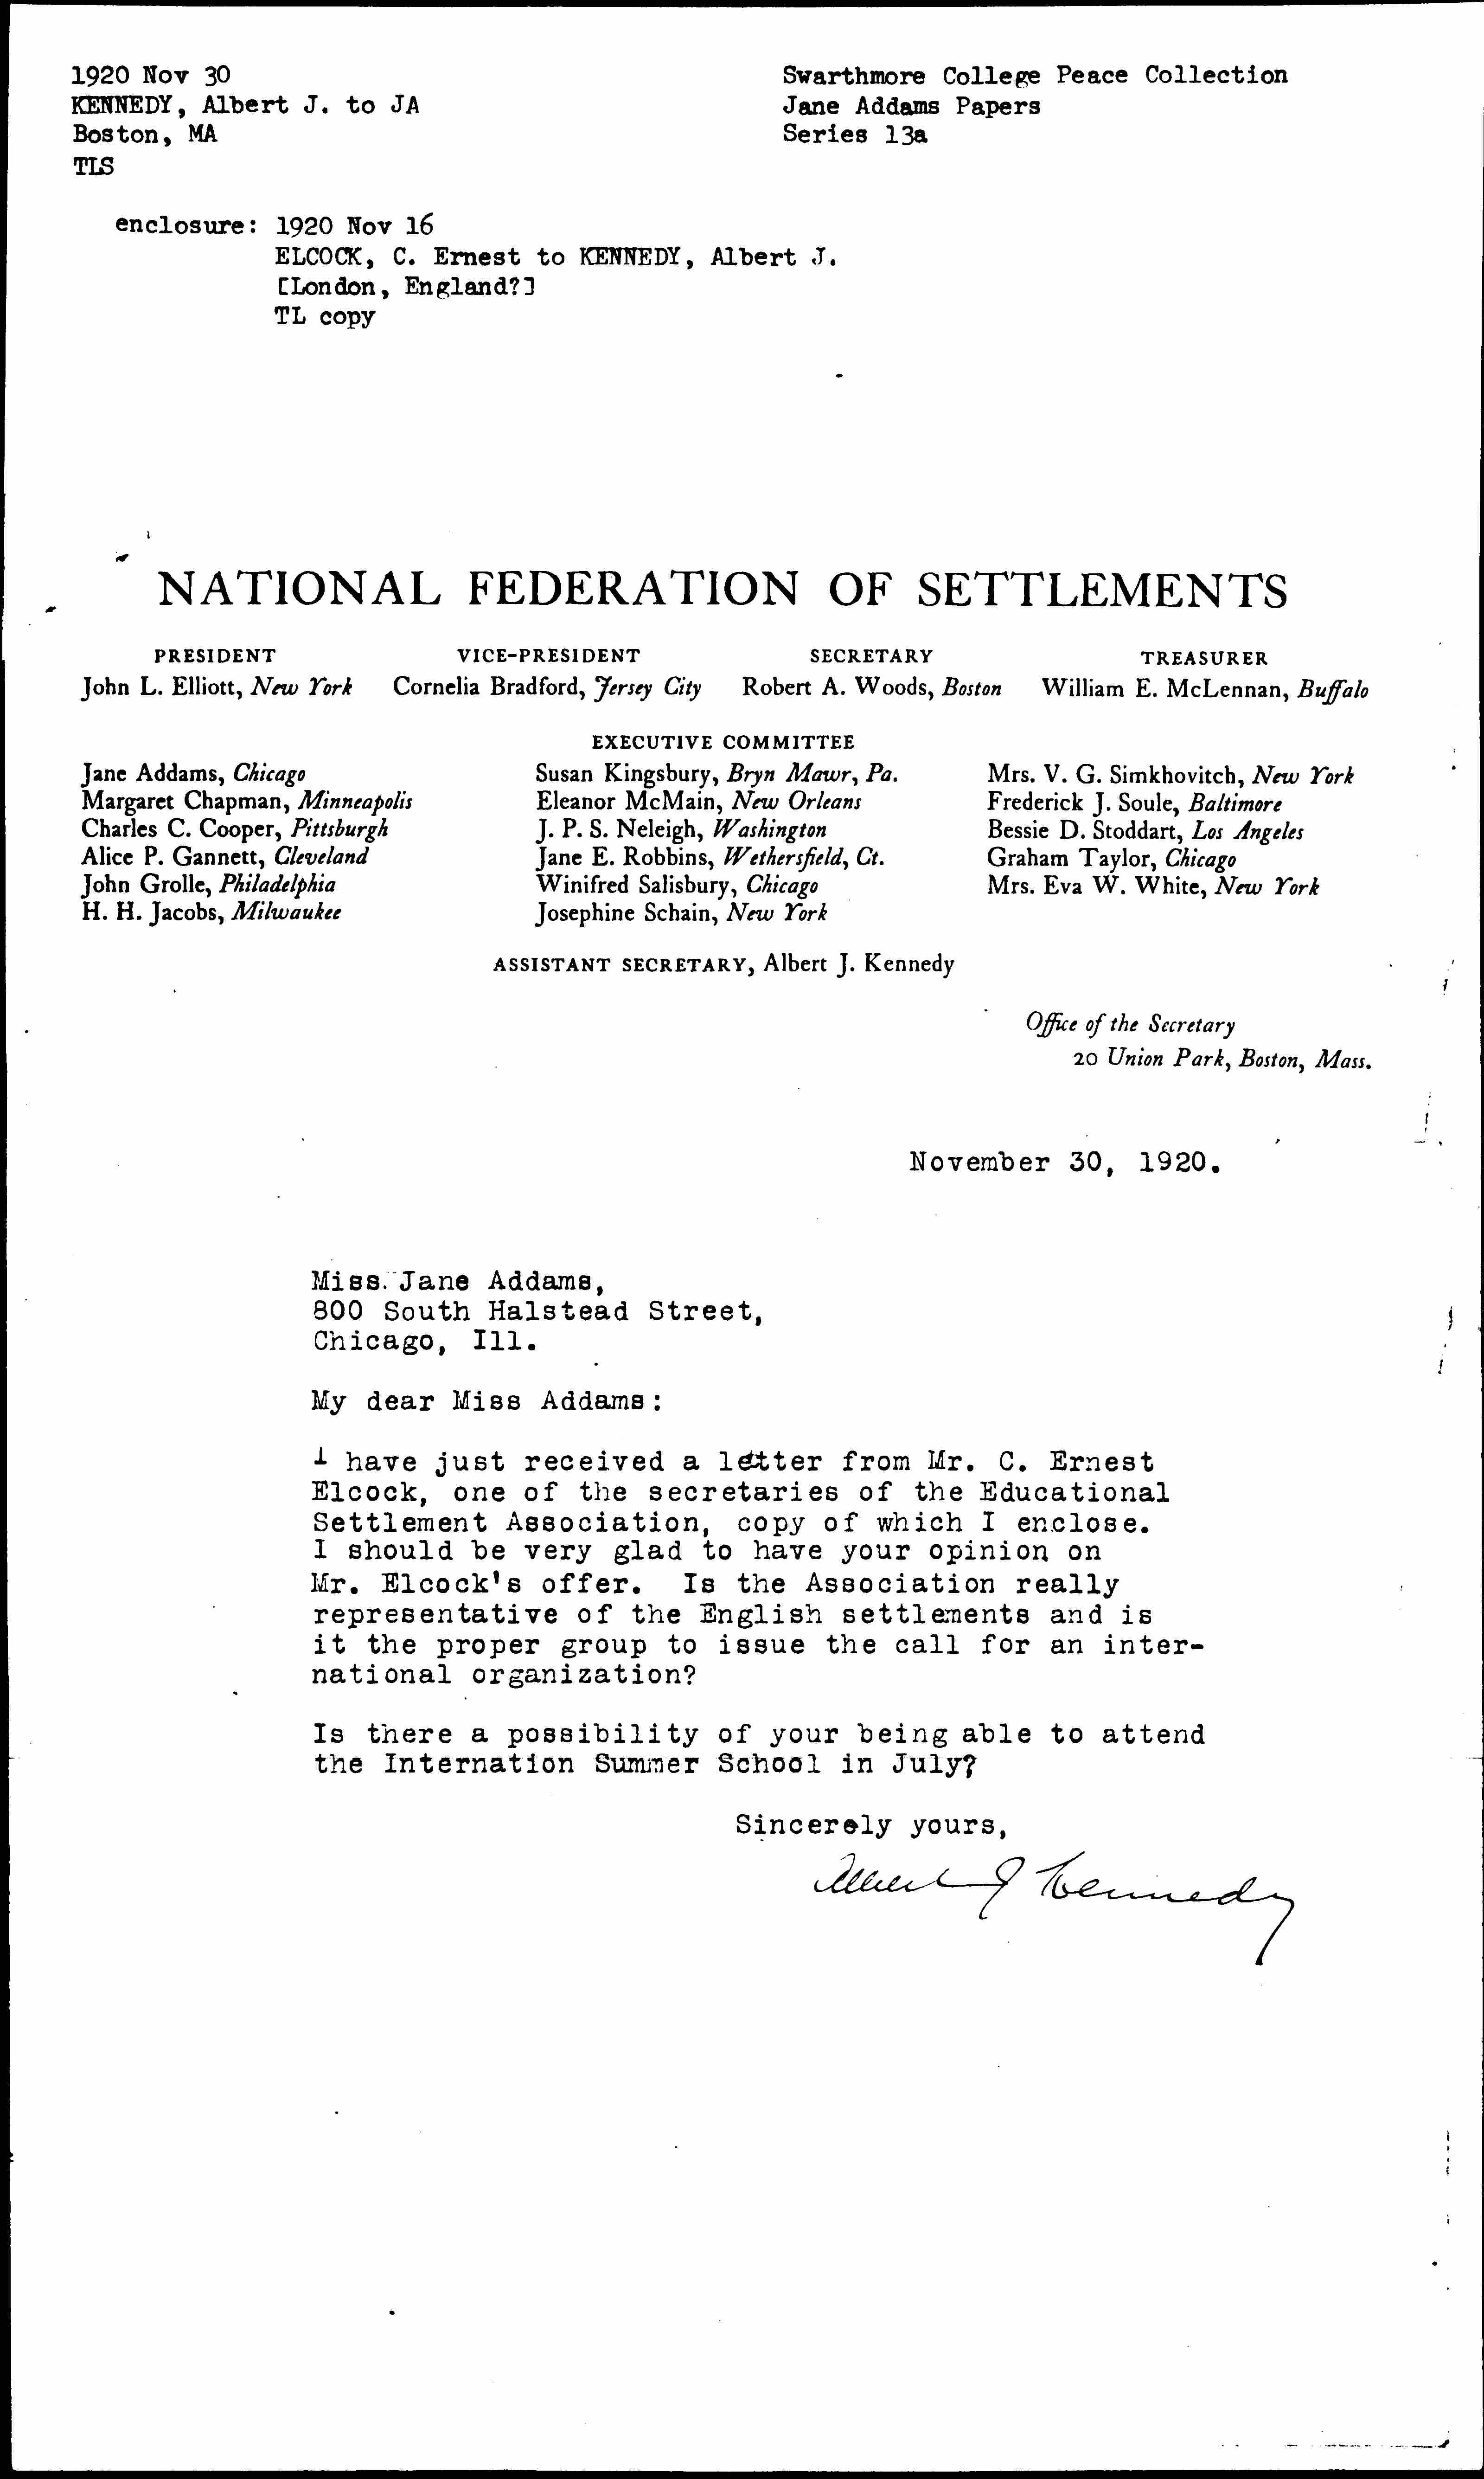 1920 Nov 30
KENNEDY, Albert J. to JA
Boston, MA
TLS
Swarthmore College Peace Collection
Jane Addams Papers
Series 13a
enclosure: 1920 Nov 16
ELCOCK, C. Ernest to KENNEDY, Albert J.
[London, England?]
TL copy
NATIONAL FEDERATION OF SETTLEMENTS
PRESIDENT
John L. Elliott, New York
VICE-PRESIDENT
Cornelia Bradford, Jersey City
SECRETARY
Robert A. Woods, Boston
TREASURER
William E. McLennan, Buffalo
EXECUTIVE COMMITTEE
Jane Addams, Chicago
Margaret Chapman, Minneapolis
Charles C. Cooper, Pittsburgh
Alice P. Gannett, Cleveland
John Grolle, Philadelphia
H. H. Jacobs, Milwaukee
Susan Kingsbury, Bryn Mawr, Pa.
Eleanor McMain, New Orleans
J. P. S. Neleigh, Washington
Jane E. Robbins, Wethersfield, Ct.
Winifred Salisbury, Chicago
Josephine Schain, New York
Mrs. V. G. Simkhovitch, New York
Frederick J. Soule, Baltimore
Bessie D. Stoddart, Los Angeles
Graham Taylor, Chicago
Mrs. Eva W. White, New York
ASSISTANT SECRETARY, Albert J. Kennedy
Office of the Secretary
20 Union Park, Boston, Mass.
November 30, 1920.
Miss. Jane Addams,
800 South Halstead Street,
Chicago, Ill.
My dear Miss Addams:
I have just received a letter from Mr. C. Ernest
Elcock, one of the secretaries of the Educational
Settlement Association, copy of which I enclose.
I should be very glad to have your opinion on
Mr. Elcock's offer. Is the Association really
representative of the English settlements and is
it the proper group to issue the call for an inter-
national organization?
Is there a possibility of your being able to attend
the Internation Summer School in July?
Sincerely yours,
Albert J Kennedy